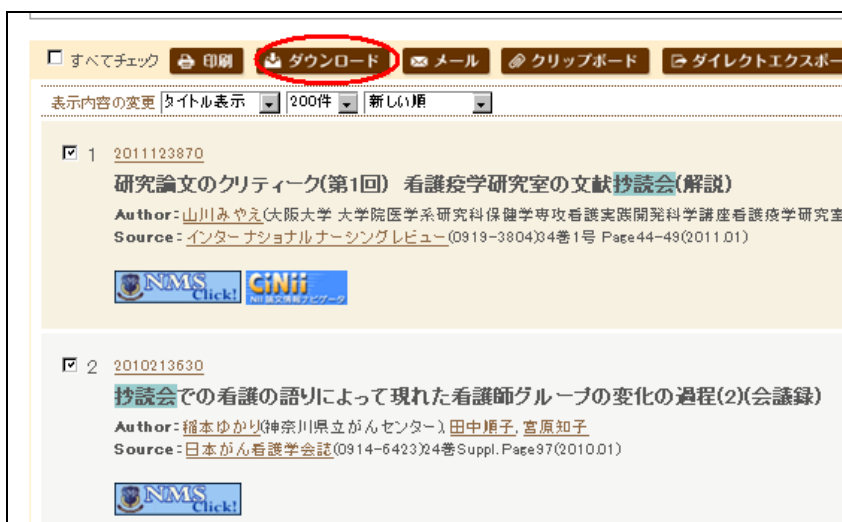 すべてチェック 印刷 ダウンロード メール クリップボード ダイレクトエクスポー
表示内容の変更 タイトル表示 200件 新しい順
1 2011123870
研究論文のクリティーク(第1回) 看護疫学研究室の文献抄読会(解説)
Author:山川みやえ(大阪大学 大学院医学系研究科保健学専攻看護実践開発科学講座看護疫学研究室
Source:インターナショナルナーシングレビュー(0919-3804)34巻1号 Page44-49(2011.01)
NMS Click! CiNii NII論文情報ナビゲータ
2 2010213630
抄読会での看護の語りによって現れた看護師グループの変化の過程(2)(会議録)
Author:稲本ゆかり(神奈川県立がんセンター), 田中順子, 宮原知子
Source:日本がん看護学会誌(0914-6423)24巻Suppl. Page97(2010.01)
NMS Click!